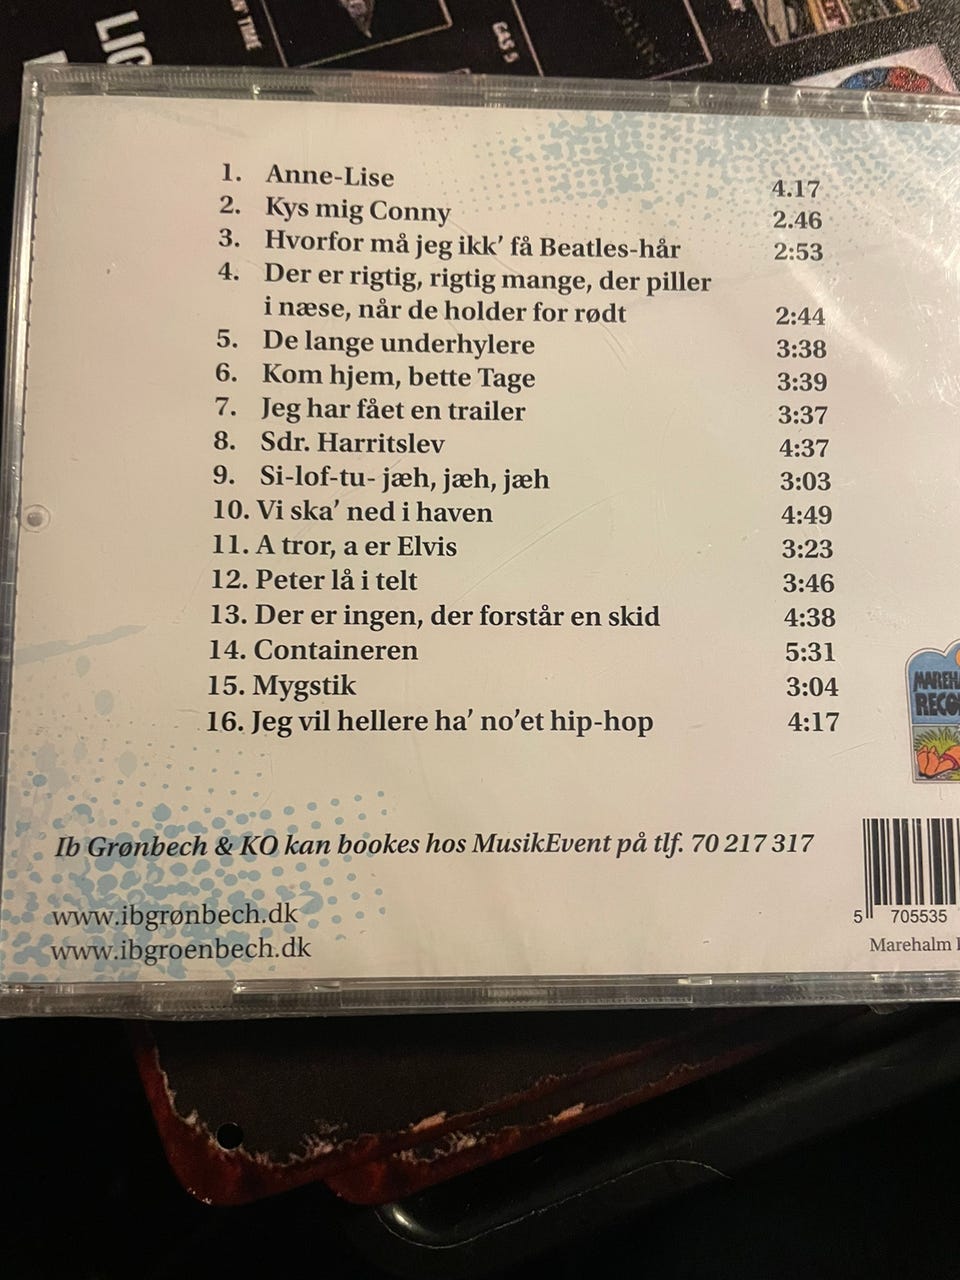 LIG
N TIME
GAS 5
1. Anne-Lise 4.17
2. Kys mig Conny 2.46
3. Hvorfor må jeg ikk’ få Beatles-hår 2:53
4. Der er rigtig, rigtig mange, der piller
i næse, når de holder for rødt 2:44
5. De lange underhylere 3:38
6. Kom hjem, bette Tage 3:39
7. Jeg har fået en trailer 3:37
8. Sdr. Harritslev 4:37
9. Si-lof-tu- jæh, jæh, jæh 3:03
10. Vi ska’ ned i haven 4:49
11. A tror, a er Elvis 3:23
12. Peter lå i telt 3:46
13. Der er ingen, der forstår en skid 4:38
14. Containeren 5:31
15. Mygstik 3:04
16. Jeg vil hellere ha’ no’et hip-hop 4:17
MAREHA
RECO
Ib Grønbech & KO kan bookes hos MusikEvent på tlf. 70 217 317
www.ibgrønbech.dk
www.ibgroenbech.dk
5 705535
Marehalm